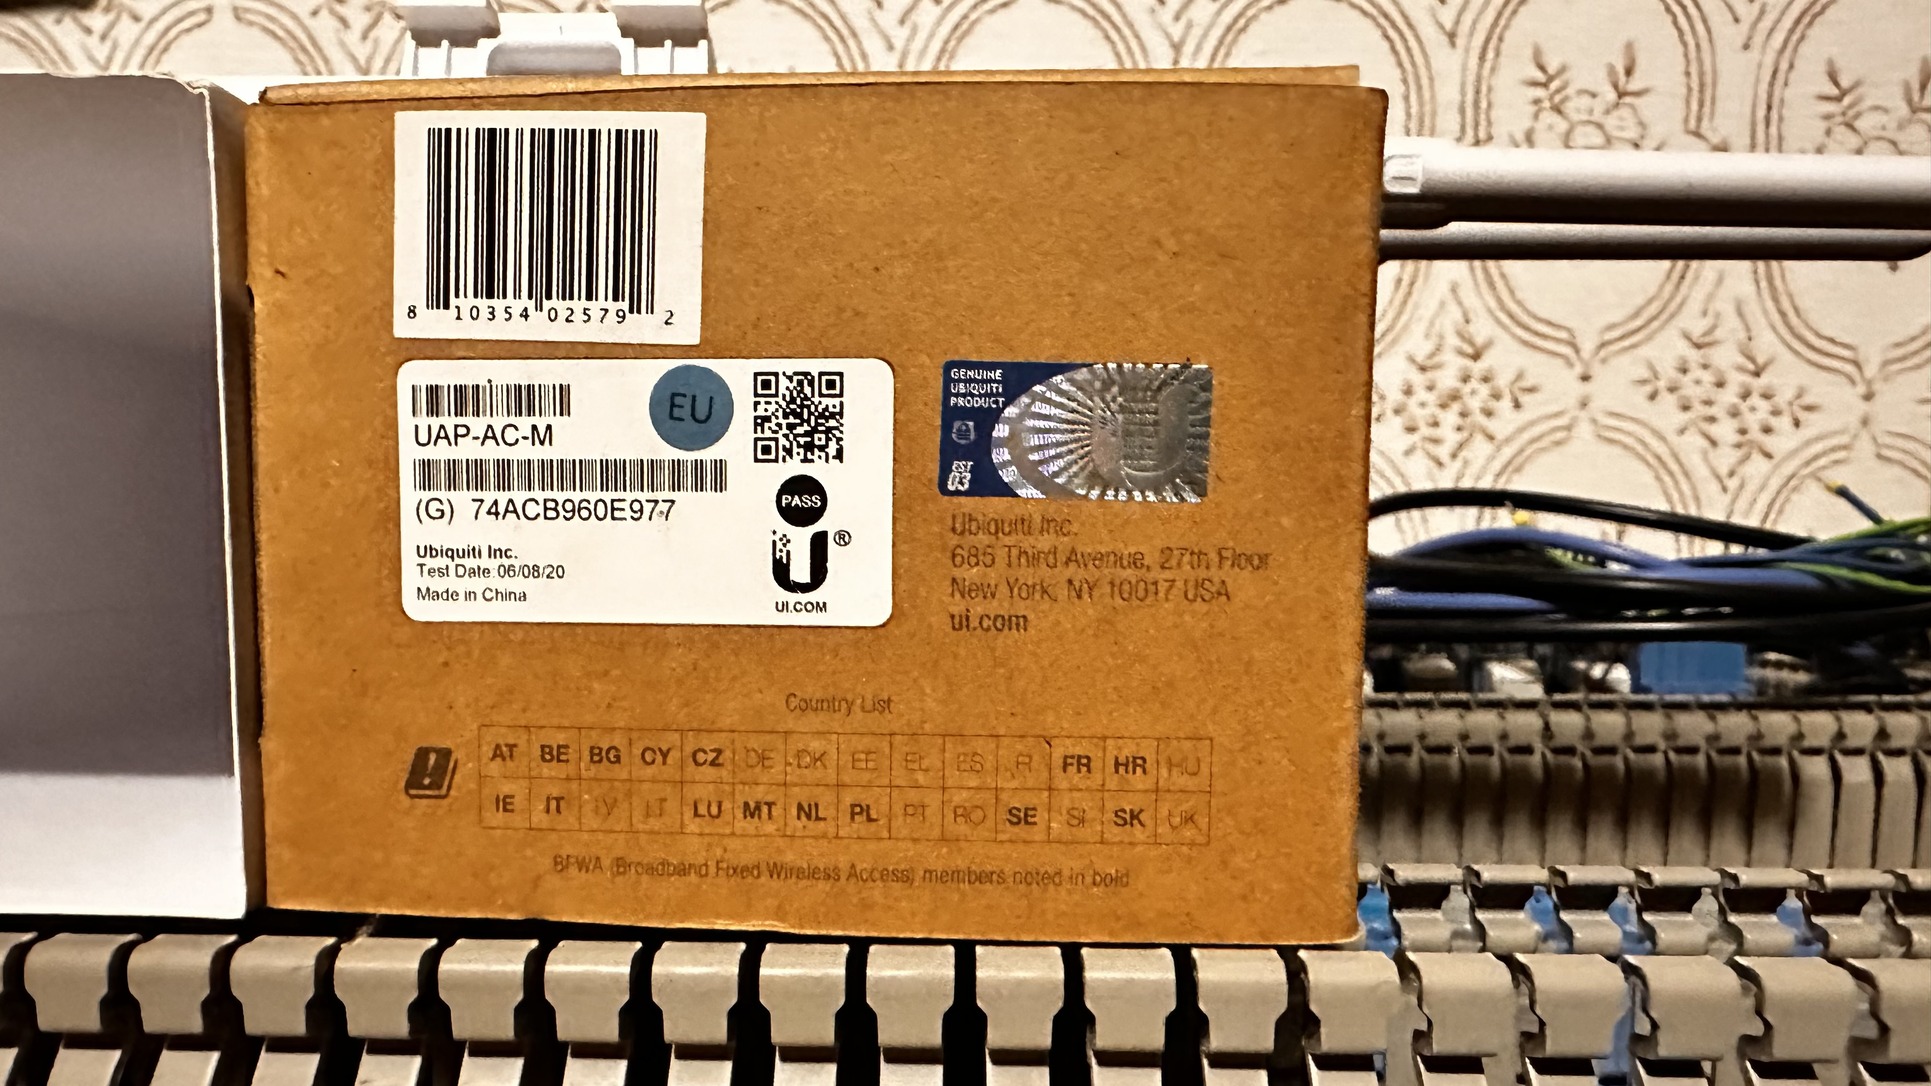 8 10354 02579 2
UAP-AC-M
EU
(G) 74ACB960E977
PASS
Ubiquiti Inc.
Test Date:06/08/20
Made in China
U®
UI.COM
GENUINE
UBIQUITI
PRODUCT
EST
03
Ubiquiti Inc.
685 Third Avenue, 27th Floor
New York, NY 10017 USA
ui.com
Country List
AT BE BG CY CZ DE DK EE EL ES FR HR HU
IE IT LT LU MT NL PL PT RO SE SI SK UK
BFWA (Broadband Fixed Wireless Access) members noted in bold